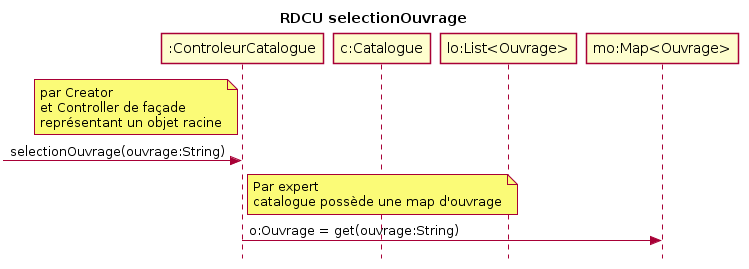 RDCU selectionOuvrage
:ControleurCatalogue
c:Catalogue
lo:List<Ouvrage>
mo:Map<Ouvrage>
par Creator
et Controller de façade
représentant un objet racine
selectionOuvrage(ouvrage:String)
Par expert
catalogue possède une map d'ouvrage
o:Ouvrage = get(ouvrage:String)